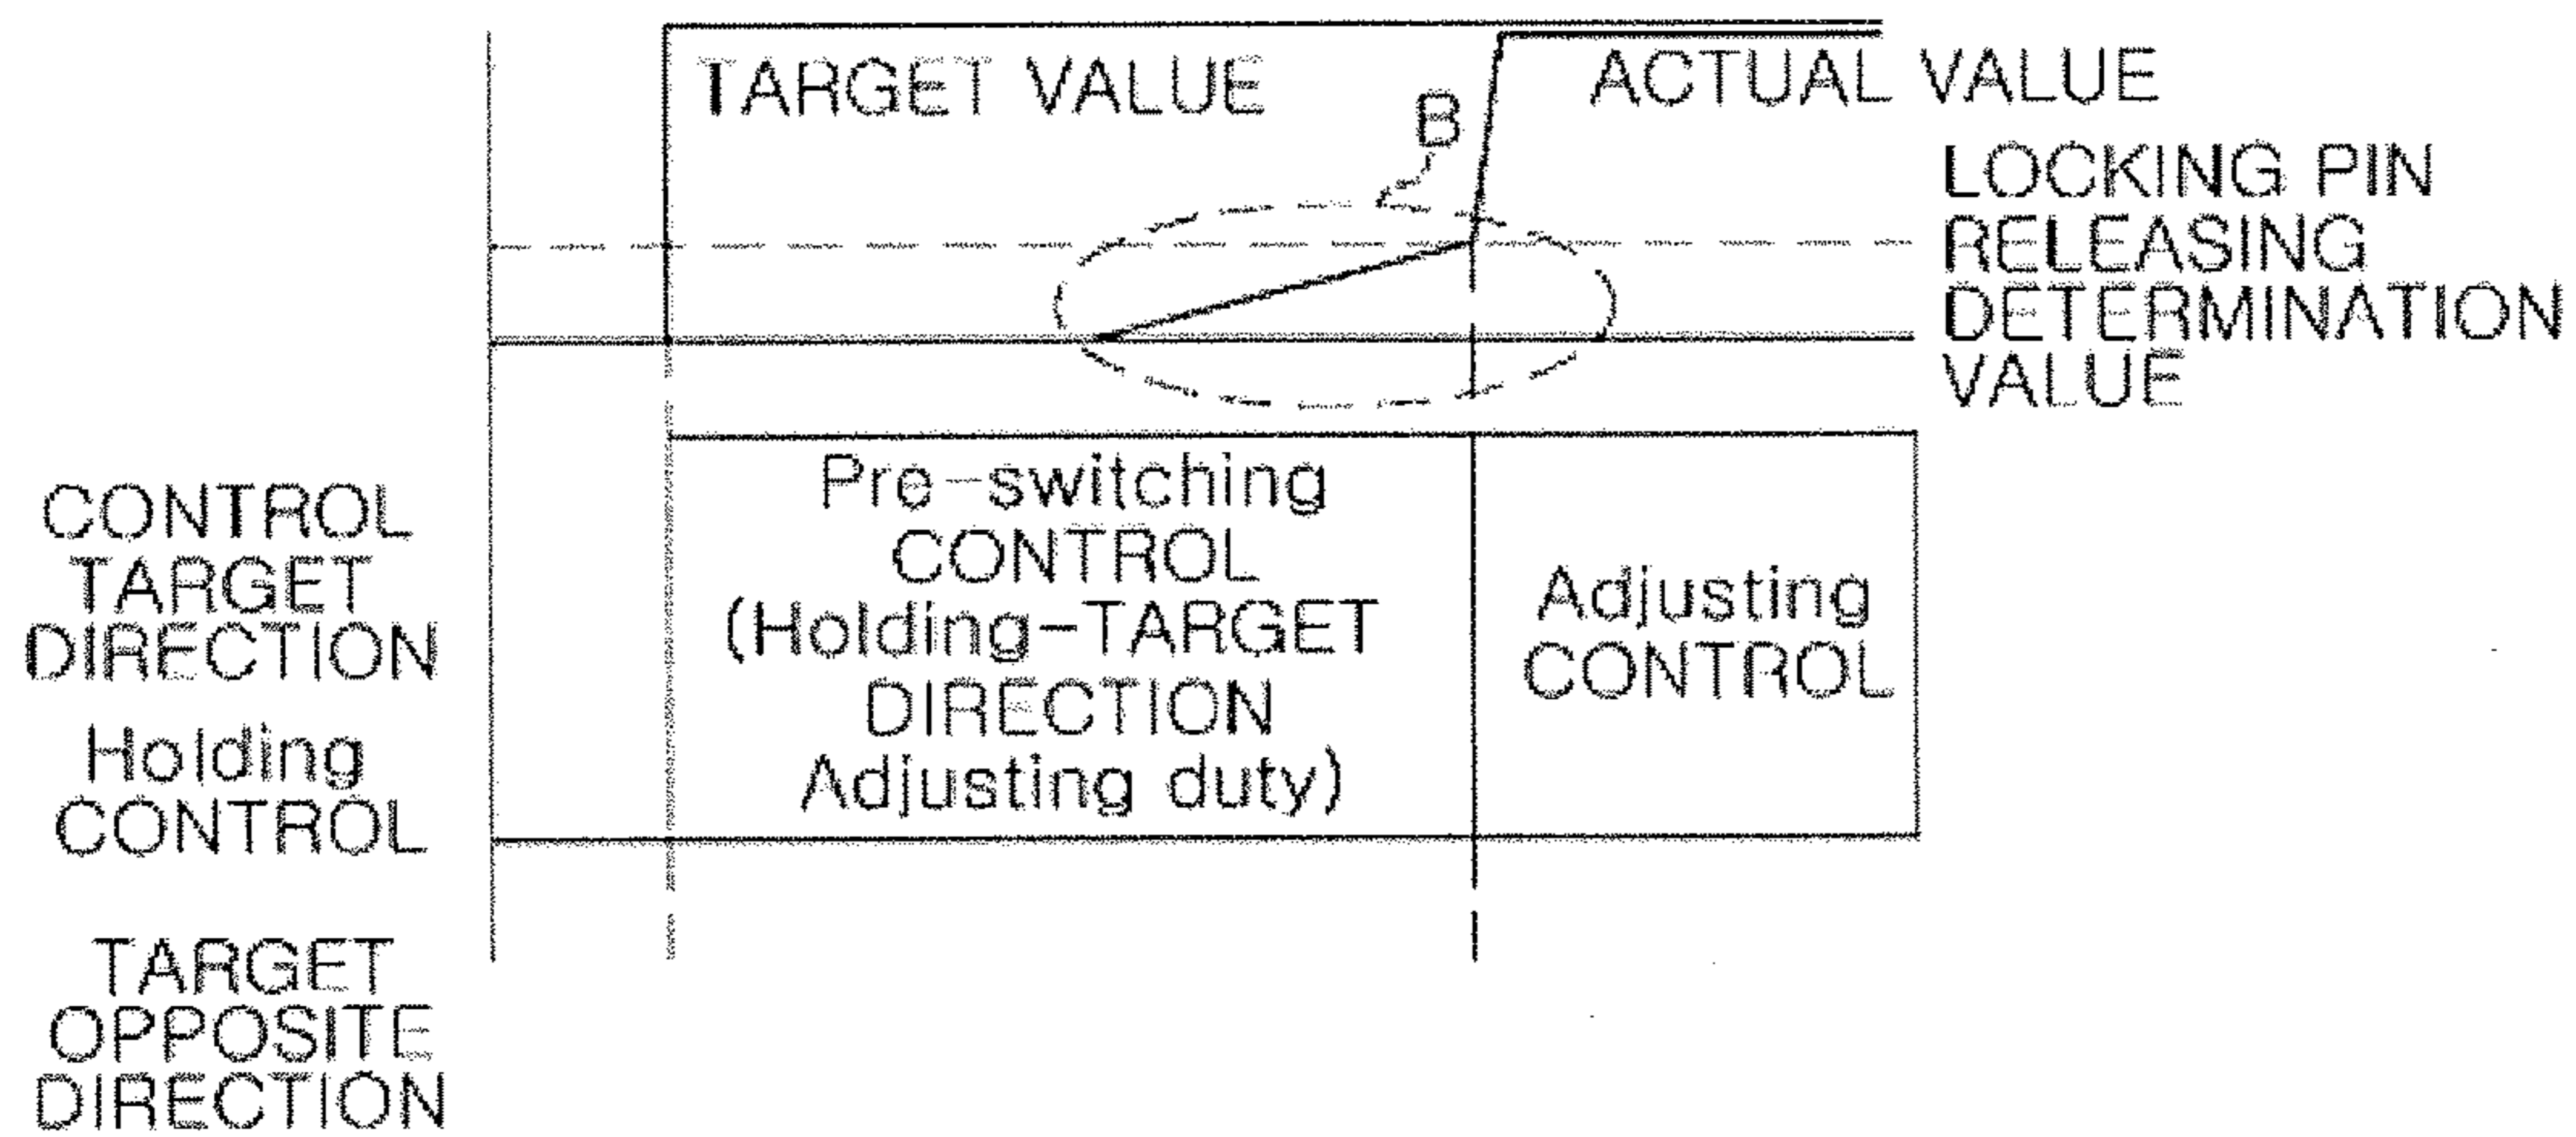 TARGET VALUE
ACTUAL VALUE
B
LOCKING PIN
RELEASING
DETERMINATION
VALUE
CONTROL
TARGET
DIRECTION
Holding
CONTROL
TARGET
OPPOSITE
DIRECTION
Pre-switching
CONTROL
(Holding-TARGET
DIRECTION
Adjusting duty)
Adjusting
CONTROL